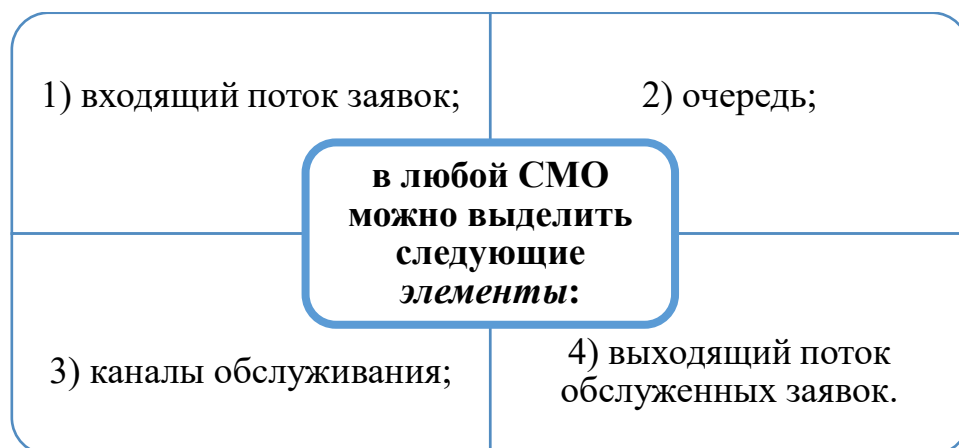 1) входящий поток заявок;
2) очередь;
в любой СМО
можно выделить
следующие
элементы:
3) каналы обслуживания;
4) выходящий поток
обслуженных заявок.